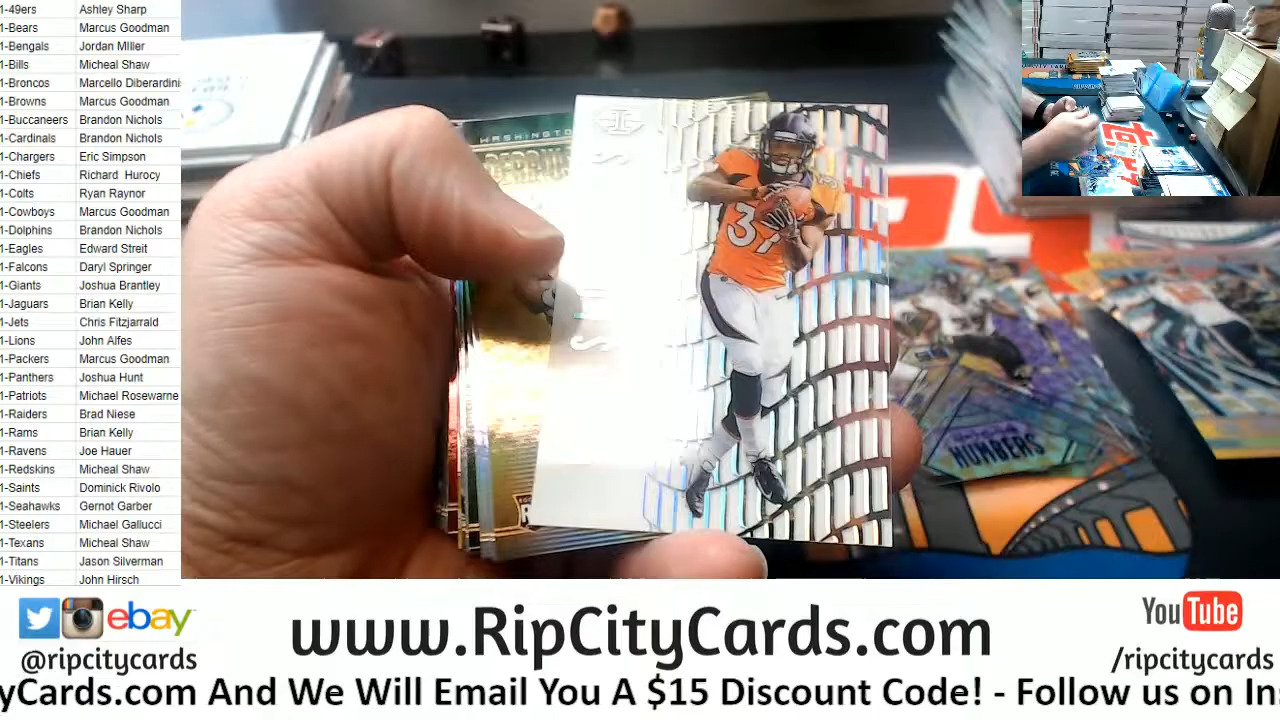 1-49ers Ashley Sharp
1-Bears Marcus Goodman
1-Bengals Jordan MIller
1-Bills Micheal Shaw
1-Broncos Marcello Diberardini
1-Browns Marcus Goodman
1-Buccaneers Brandon Nichols
1-Cardinals Brandon Nichols
1-Chargers Eric Simpson
1-Chiefs Richard Hurocy
1-Colts Ryan Raynor
1-Cowboys Marcus Goodman
1-Dolphins Brandon Nichols
1-Eagles Edward Streit
1-Falcons Daryl Springer
1-Giants Joshua Brantley
1-Jaguars Brian Kelly
1-Jets Chris Fitzjarrald
1-Lions John Alfes
1-Packers Marcus Goodman
1-Panthers Joshua Hunt
1-Patriots Michael Rosewarne
1-Raiders Brad Niese
1-Rams Brian Kelly
1-Ravens Joe Hauer
1-Redskins Micheal Shaw
1-Saints Dominick Rivolo
1-Seahawks Gernot Garber
1-Steelers Michael Gallucci
1-Texans Micheal Shaw
1-Titans Jason Silverman
1-Vikings John Hirsch
WASHINGTO
37
NUMBERS
ebay
@ripcitycards
www.RipCityCards.com
YouTube
/ripcitycards
yCards.com And We Will Email You A $15 Discount Code! - Follow us on Ins